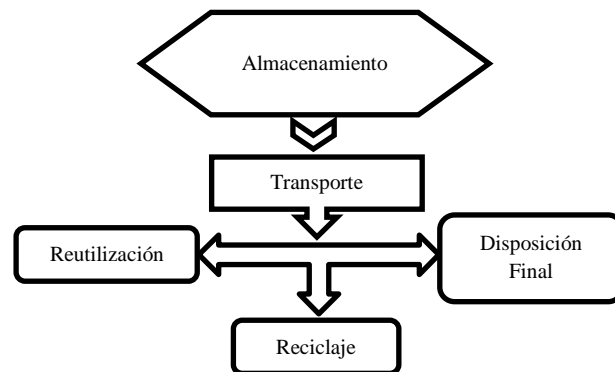 Almacenamiento
Transporte
Reutilización
Disposición
Final
Reciclaje